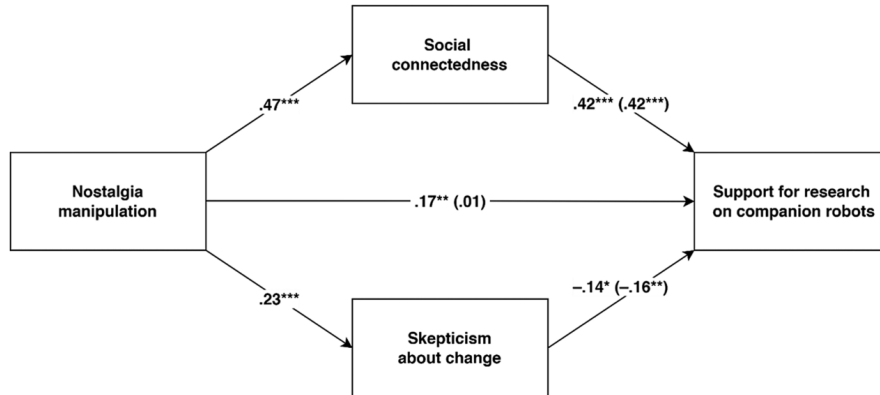 Social
connectedness
.47***
.42*** (.42***)
Nostalgia
manipulation
.17** (.01)
Support for research
on companion robots
.23***
–.14* (–.16**)
Skepticism
about change